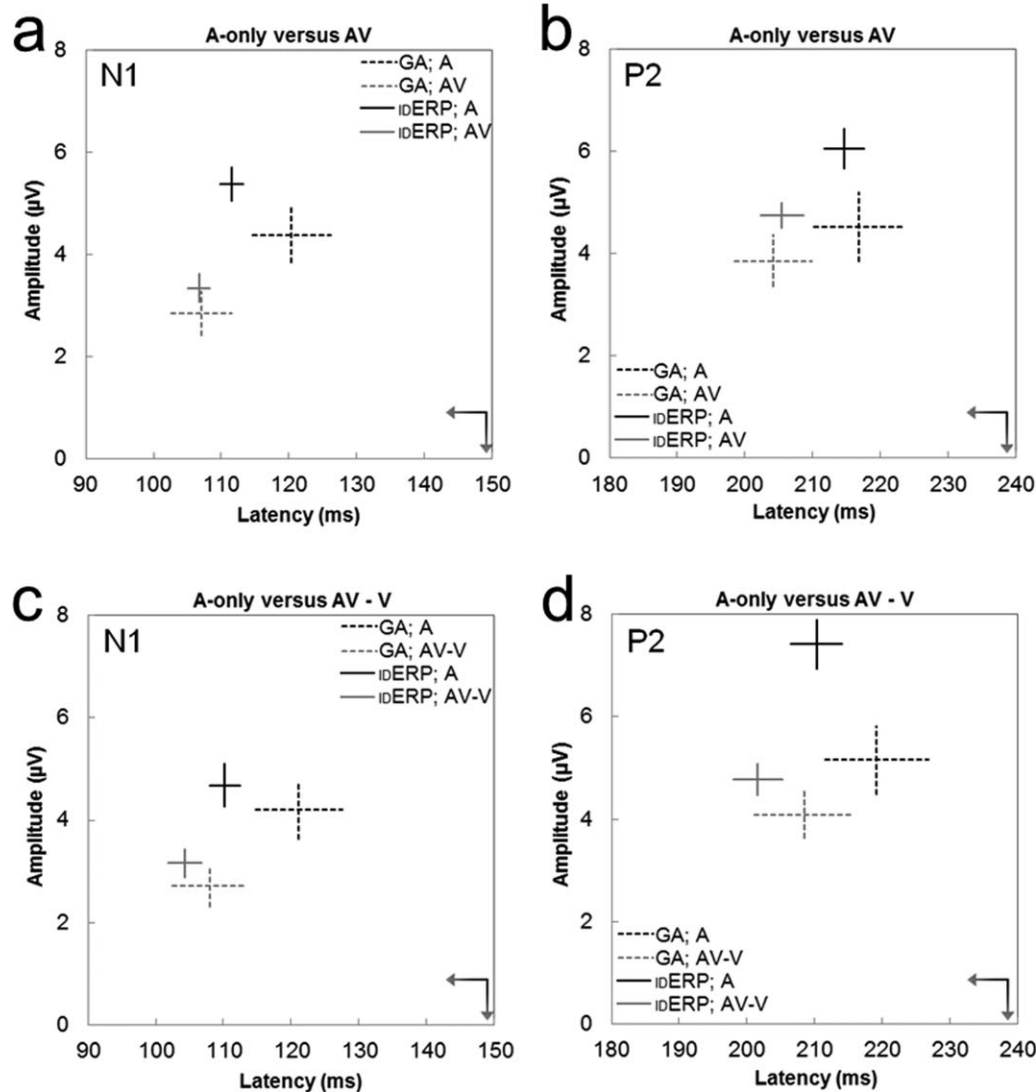 a
A-only versus AV
N1
GA; A
GA; AV
IDERP; A
IDERP; AV
Amplitude (µV)
8
6
4
2
0
90 100 110 120 130 140 150
Latency (ms)
b
A-only versus AV
P2
GA; A
GA; AV
IDERP; A
IDERP; AV
Amplitude (µV)
8
6
4
2
0
180 190 200 210 220 230 240
Latency (ms)
c
A-only versus AV - V
N1
GA; A
GA; AV-V
IDERP; A
IDERP; AV-V
Amplitude (µV)
8
6
4
2
0
90 100 110 120 130 140 150
Latency (ms)
d
A-only versus AV - V
P2
GA; A
GA; AV-V
IDERP; A
IDERP; AV-V
Amplitude (µV)
8
6
4
2
0
180 190 200 210 220 230 240
Latency (ms)